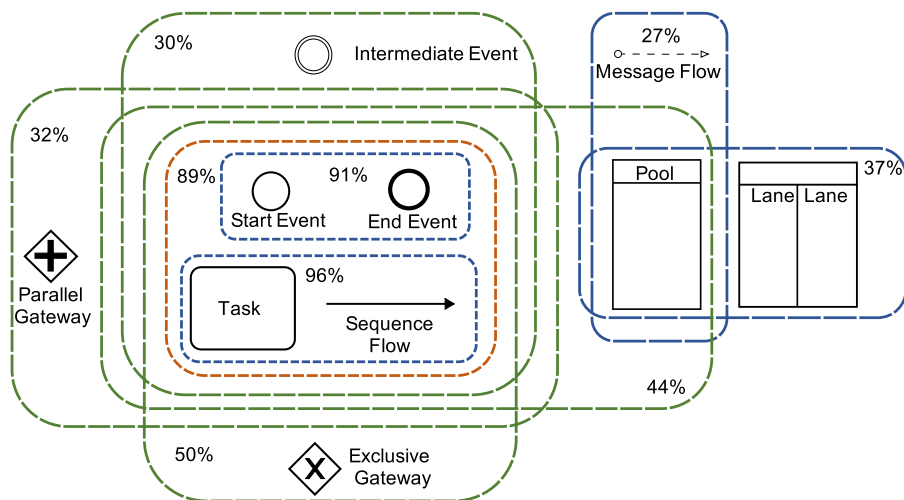 30%
Intermediate Event
27%
Message Flow
32%
89%
91%
Start Event
End Event
Pool
Lane
Lane
37%
96%
Task
Sequence
Flow
Parallel
Gateway
44%
50%
X
Exclusive
Gateway